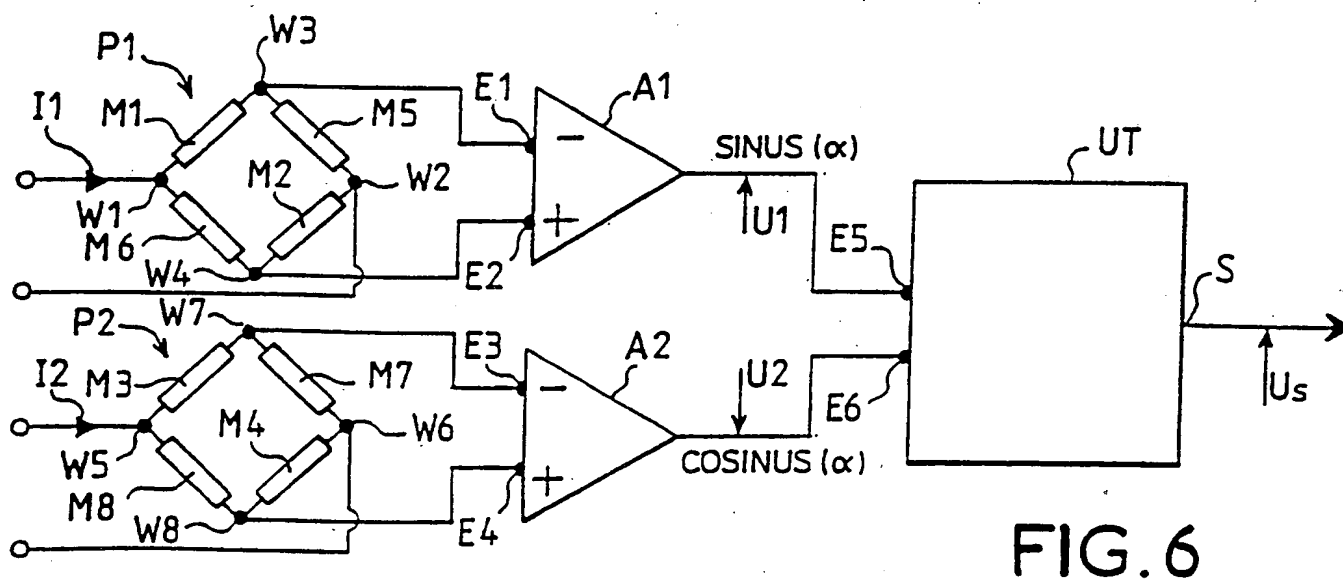 W3
P1
E1
A1
I1
M1
M5
SINUS (α)
UT
M2
W2
W1
U1
M6
E5
W4
E2
S
W7
P2
E3
A2
I2
M3
M7
U2
Us
M4
W6
E6
W5
COSINUS (α)
M8
W8
E4
FIG. 6
−
+
−
+